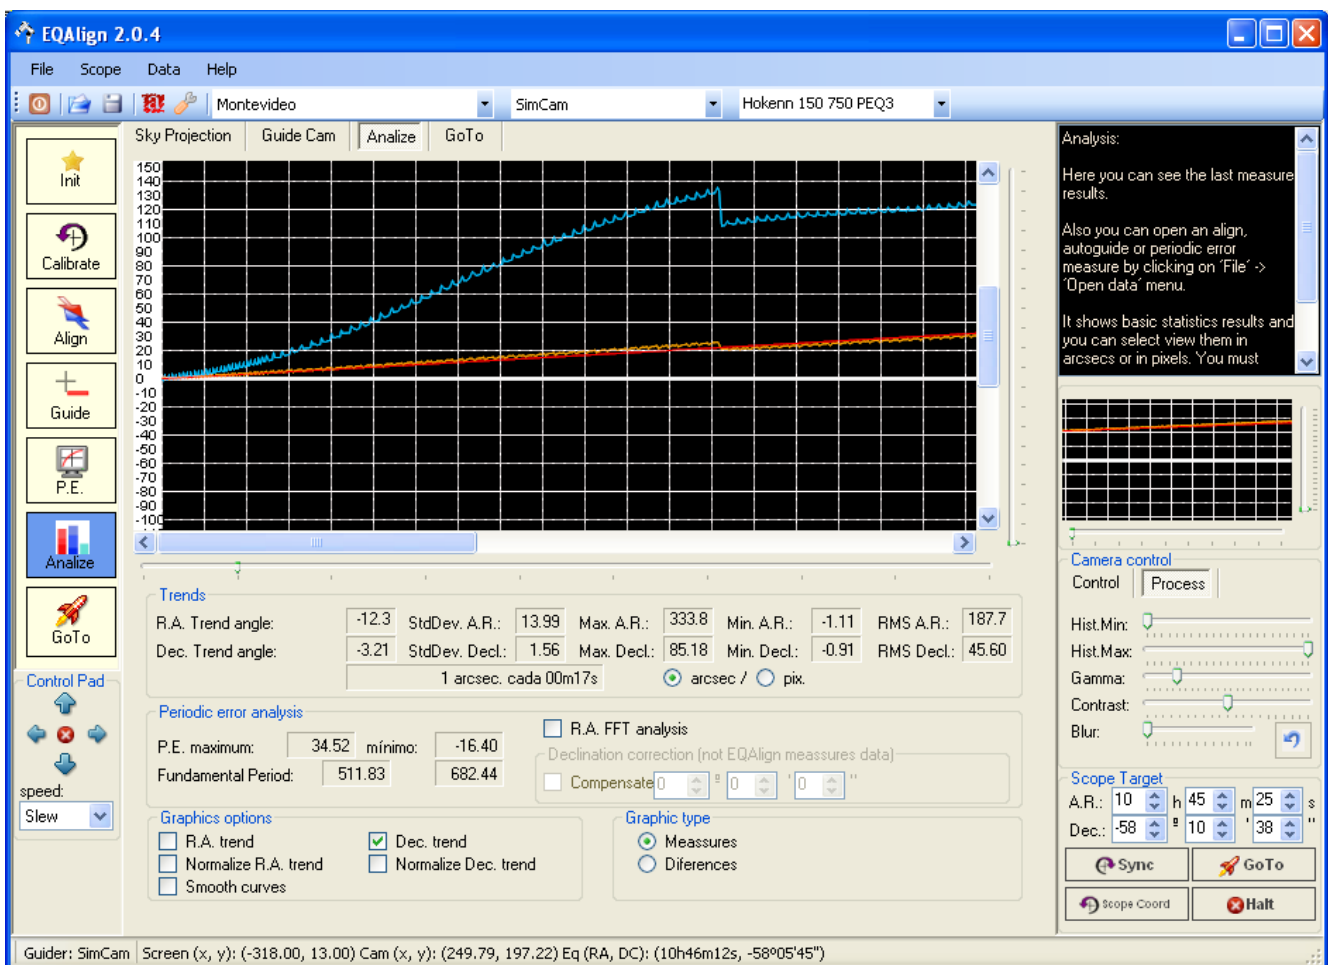 EQAlign 2.0.4
File Scope Data Help
Montevideo SimCam Hokenn 150 750 PEQ3
Init
Calibrate
Align
Guide
P.E.
Analize
GoTo
Control Pad
speed:
Slew
Sky Projection Guide Cam Analize GoTo
150
140
130
120
110
100
90
80
70
60
50
40
30
20
10
0
-10
-20
-30
-40
-50
-60
-70
-80
-90
-100
Trends
R.A. Trend angle: -12.3 StdDev. A.R.: 13.99 Max. A.R.: 333.8 Min. A.R.: -1.11 RMS A.R.: 187.7
Dec. Trend angle: -3.21 StdDev. Decl.: 1.56 Max. Decl.: 85.18 Min. Decl.: -0.91 RMS Decl.: 45.60
1 arcsec. cada 00m17s arcsec / pix.
Periodic error analysis
P.E. maximum: 34.52 mínimo: -16.40
Fundamental Period: 511.83 682.44
R.A. FFT analysis
Declination correction (not EQAlign meassures data)
Compensate 0 º 0 ' 0 "
Graphics options
R.A. trend Dec. trend
Normalize R.A. trend Normalize Dec. trend
Smooth curves
Graphic type
Meassures
Diferences
Analysis:
Here you can see the last measure
results.
Also you can open an align,
autoguide or periodic error
measure by clicking on ´File´ ->
´Open data´ menu.
It shows basic statistics results and
you can select view them in
arcsecs or in pixels. You must
Camera control
Control Process
Hist.Min:
Hist.Max:
Gamma:
Contrast:
Blur:
Scope Target
A.R.: 10 h 45 m 25 s
Dec.: -58 º 10 ' 38 "
Sync GoTo
Scope Coord Halt
Guider: SimCam Screen (x, y): (-318.00, 13.00) Cam (x, y): (249.79, 197.22) Eq (RA, DC): (10h46m12s, -58º05'45")